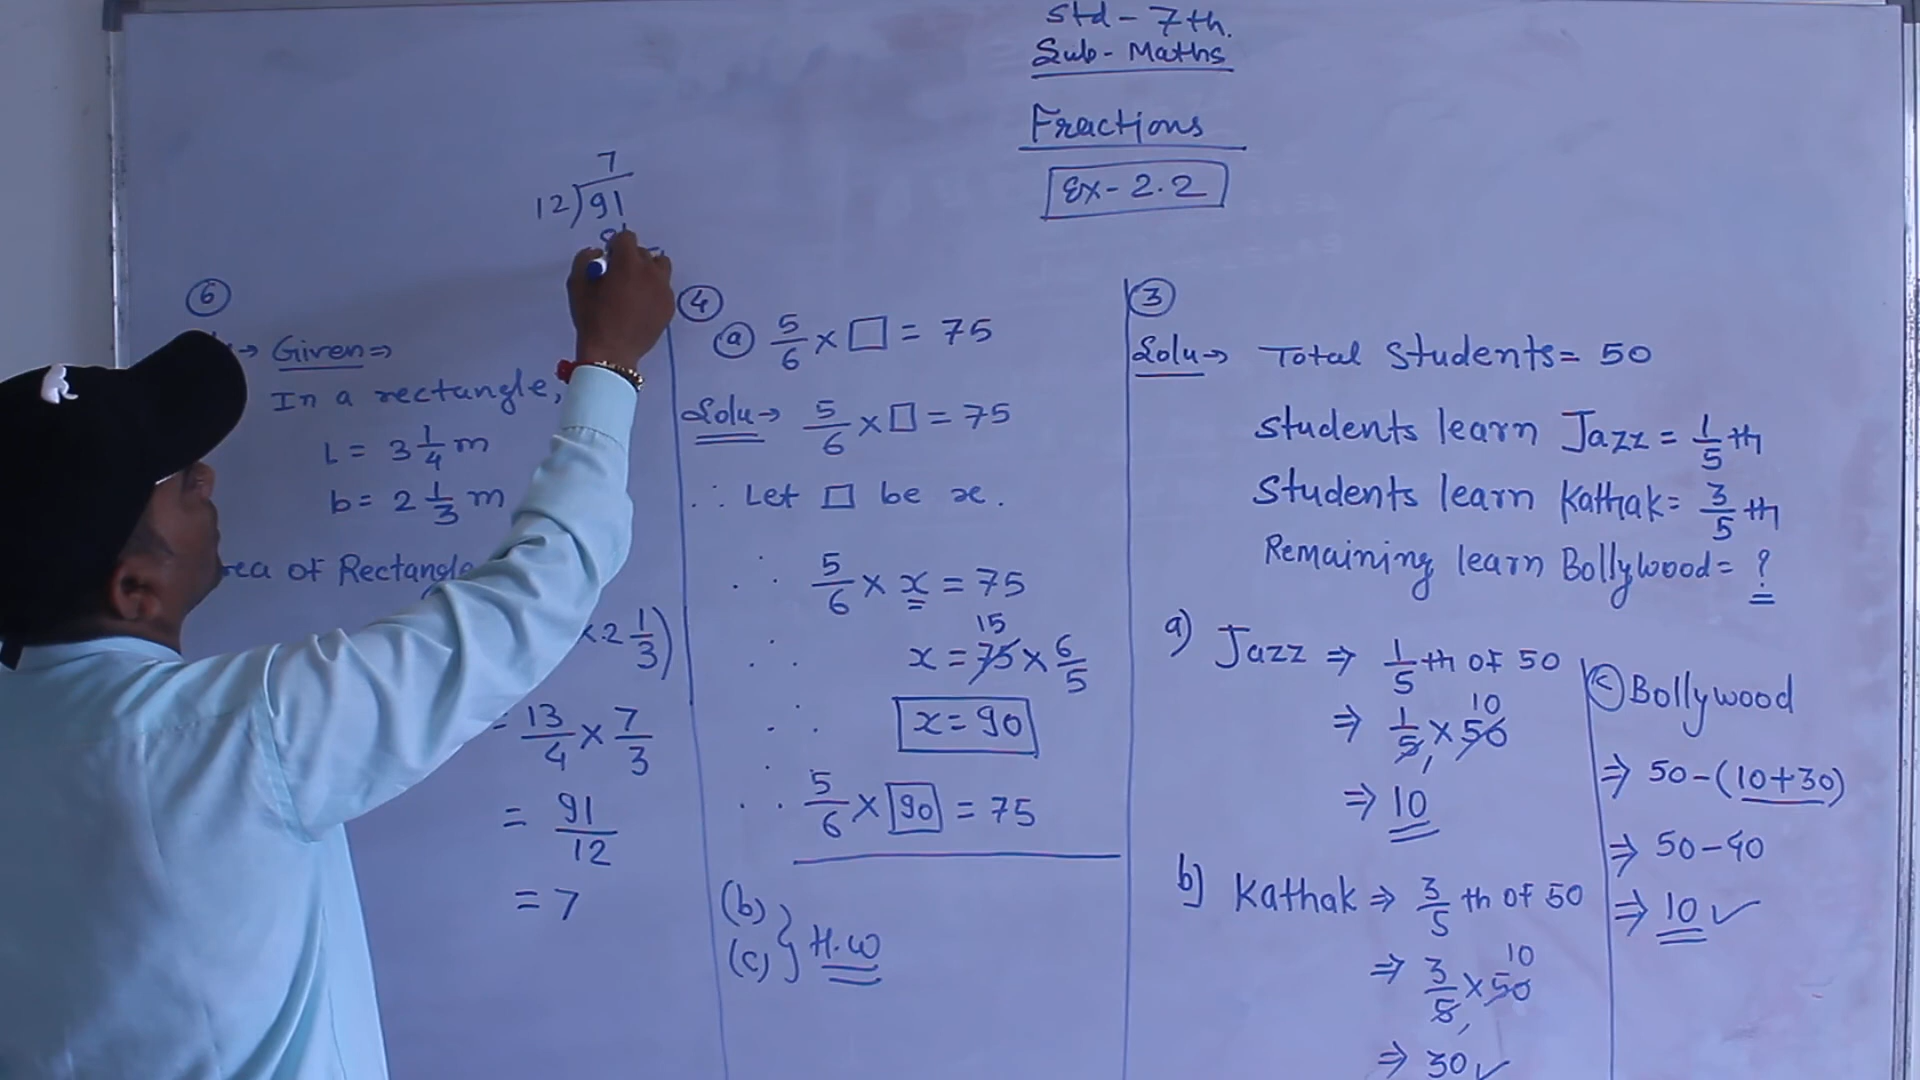 Std - 7th.
Sub - Maths
Fractions
Ex - 2.2
7
12)91
6
→ Given ⇒
In a rectangle,
L = 3 1/4 m
b = 2 1/3 m
rea of Rectangle
× 2 1/3)
= 13/4 × 7/3
= 91/12
= 7
4
a 5/6 × □ = 75
Solu → 5/6 × □ = 75
∴ Let □ be x.
∴ 5/6 × x = 75
15
∴ x = 75 × 6/5
∴ x = 90
∴ 5/6 × 90 = 75
(b)
(c) } H.W
3
Solu → Total Students = 50
Students learn Jazz = 1/5 th
Students learn Kathak = 3/5 th
Remaining learn Bollywood = ?
a) Jazz ⇒ 1/5 th of 50
10
⇒ 1/5 × 50
1
⇒ 10
b) Kathak ⇒ 3/5 th of 50
10
⇒ 3/5 × 50
1
⇒ 30 ✓
c Bollywood
⇒ 50 - (10 + 30)
⇒ 50 - 40
⇒ 10 ✓